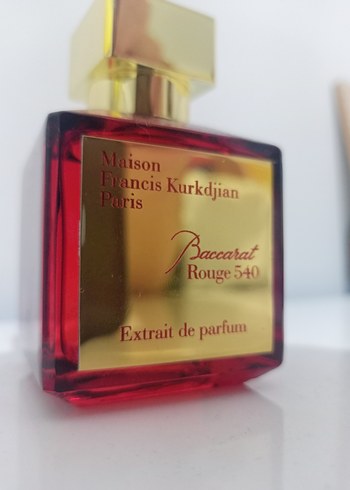 Maison
Francis Kurkdjian
Paris
Baccarat
Rouge 540
Extrait de parfum